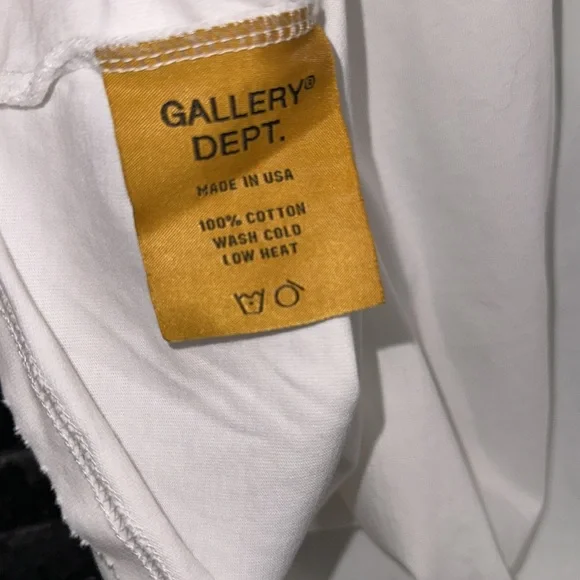 GALLERY®
DEPT.
MADE IN USA
100% COTTON
WASH COLD
LOW HEAT